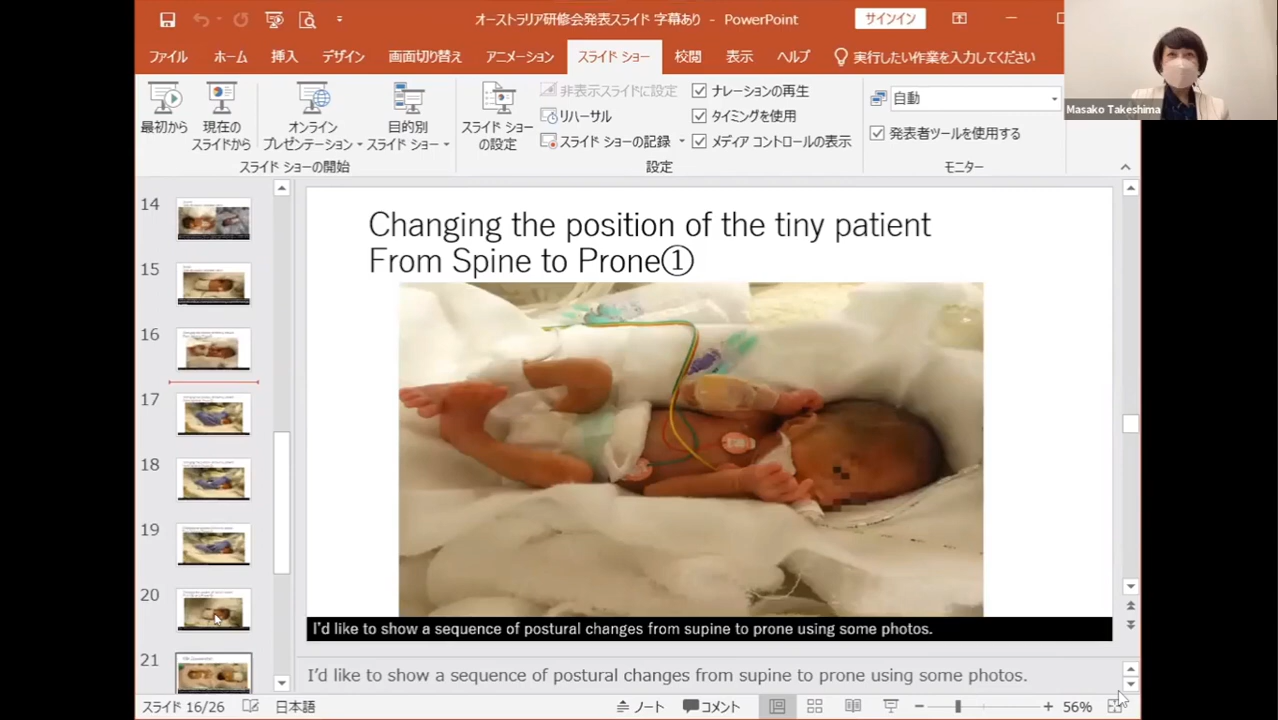 オーストラリア研修会発表スライド 字幕あり - PowerPoint
サインイン
ファイル ホーム 挿入 デザイン 画面切り替え アニメーション スライド ショー 校閲 表示 ヘルプ 実行したい作業を入力してください
Masako Takeshima
最初から
現在の
スライドから
オンライン
プレゼンテーション
目的別
スライド ショー
スライド ショーの開始
スライド ショー
の設定
非表示スライドに設定
リハーサル
スライド ショーの記録
ナレーションの再生
タイミングを使用
メディア コントロールの表示
設定
自動
発表者ツールを使用する
モニター
14
15
16
17
18
19
20
21
Changing the position of the tiny patient
From Spine to Prone①
I'd like to show a sequence of postural changes from supine to prone using some photos.
I'd like to show a sequence of postural changes from supine to prone using some photos.
スライド 16/26 日本語 ノート コメント 56%